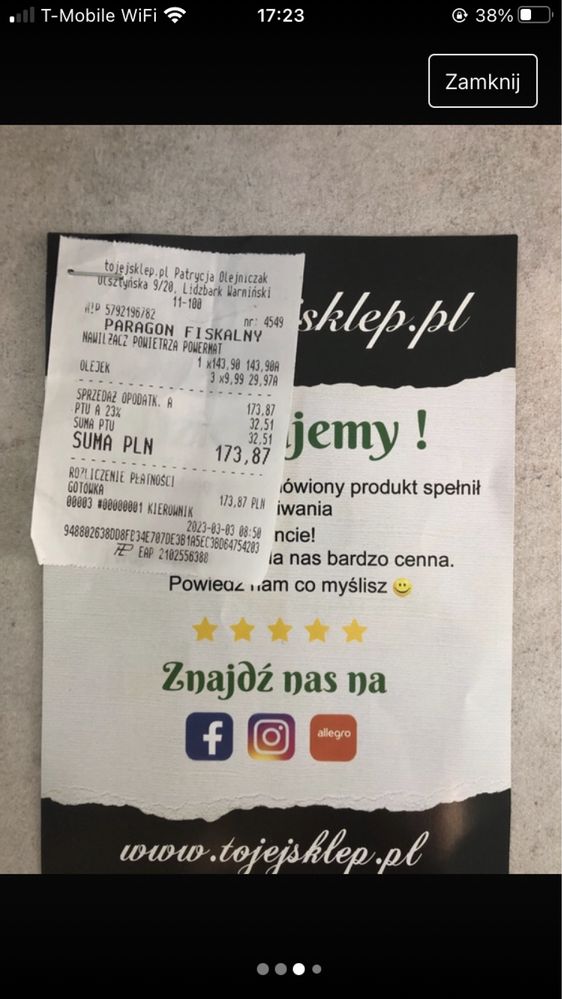 T-Mobile WiFi 17:23 38%
Zamknij
tojejsklep.pl Patrycja Olejniczak
Olsztyńska 9/20, Lidzbark Warmiński
11-100
NIP 5792196782 nr: 4549
PARAGON FISKALNY
NAWILŻACZ POWIETRZA POWERMAT
1 x143,90 143,90A
OLEJEK
3 x9,99 29,97A
SPRZEDAŻ OPODATK. A 173,87
PTU A 23% 32,51
SUMA PTU 32,51
SUMA PLN 173,87
ROZLICZENIE PŁATNOŚCI
GOTÓWKA 173,87 PLN
00003 #00000001 KIEROWNIK
2023-03-03 08:50
EAP 2102556388
sklep.pl
jemy !
ówiony produkt spełnił
iwania
ncie!
a nas bardzo cenna.
Powiedz nam co myślisz
Znajdź nas na
allegro
www.tojejsklep.pl